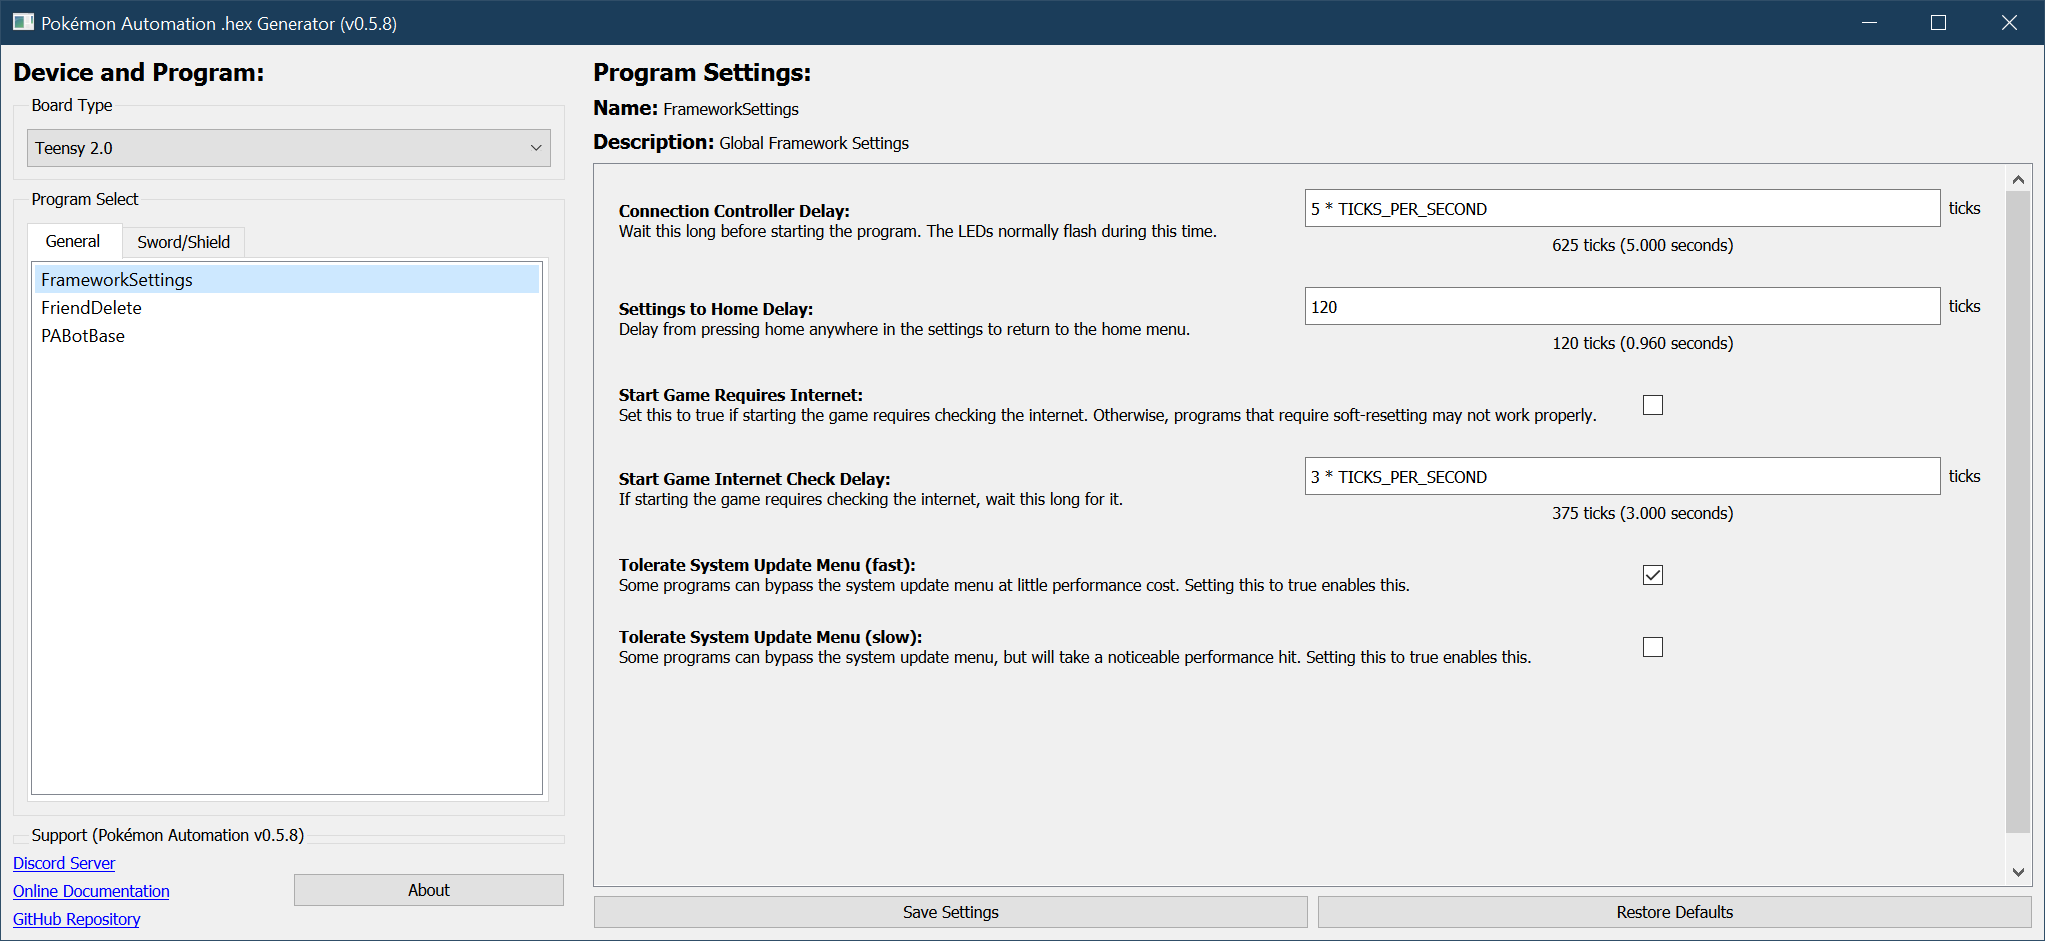 Pokémon Automation .hex Generator (v0.5.8)
Device and Program:
Board Type
Teensy 2.0
Program Select
General
Sword/Shield
FrameworkSettings
FriendDelete
PABotBase
Support (Pokémon Automation v0.5.8)
Discord Server
Online Documentation
GitHub Repository
About
Program Settings:
Name: FrameworkSettings
Description: Global Framework Settings
Connection Controller Delay:
Wait this long before starting the program. The LEDs normally flash during this time.
5 * TICKS_PER_SECOND ticks
625 ticks (5.000 seconds)
Settings to Home Delay:
Delay from pressing home anywhere in the settings to return to the home menu.
120 ticks
120 ticks (0.960 seconds)
Start Game Requires Internet:
Set this to true if starting the game requires checking the internet. Otherwise, programs that require soft-resetting may not work properly.
Start Game Internet Check Delay:
If starting the game requires checking the internet, wait this long for it.
3 * TICKS_PER_SECOND ticks
375 ticks (3.000 seconds)
Tolerate System Update Menu (fast):
Some programs can bypass the system update menu at little performance cost. Setting this to true enables this.
Tolerate System Update Menu (slow):
Some programs can bypass the system update menu, but will take a noticeable performance hit. Setting this to true enables this.
Save Settings
Restore Defaults